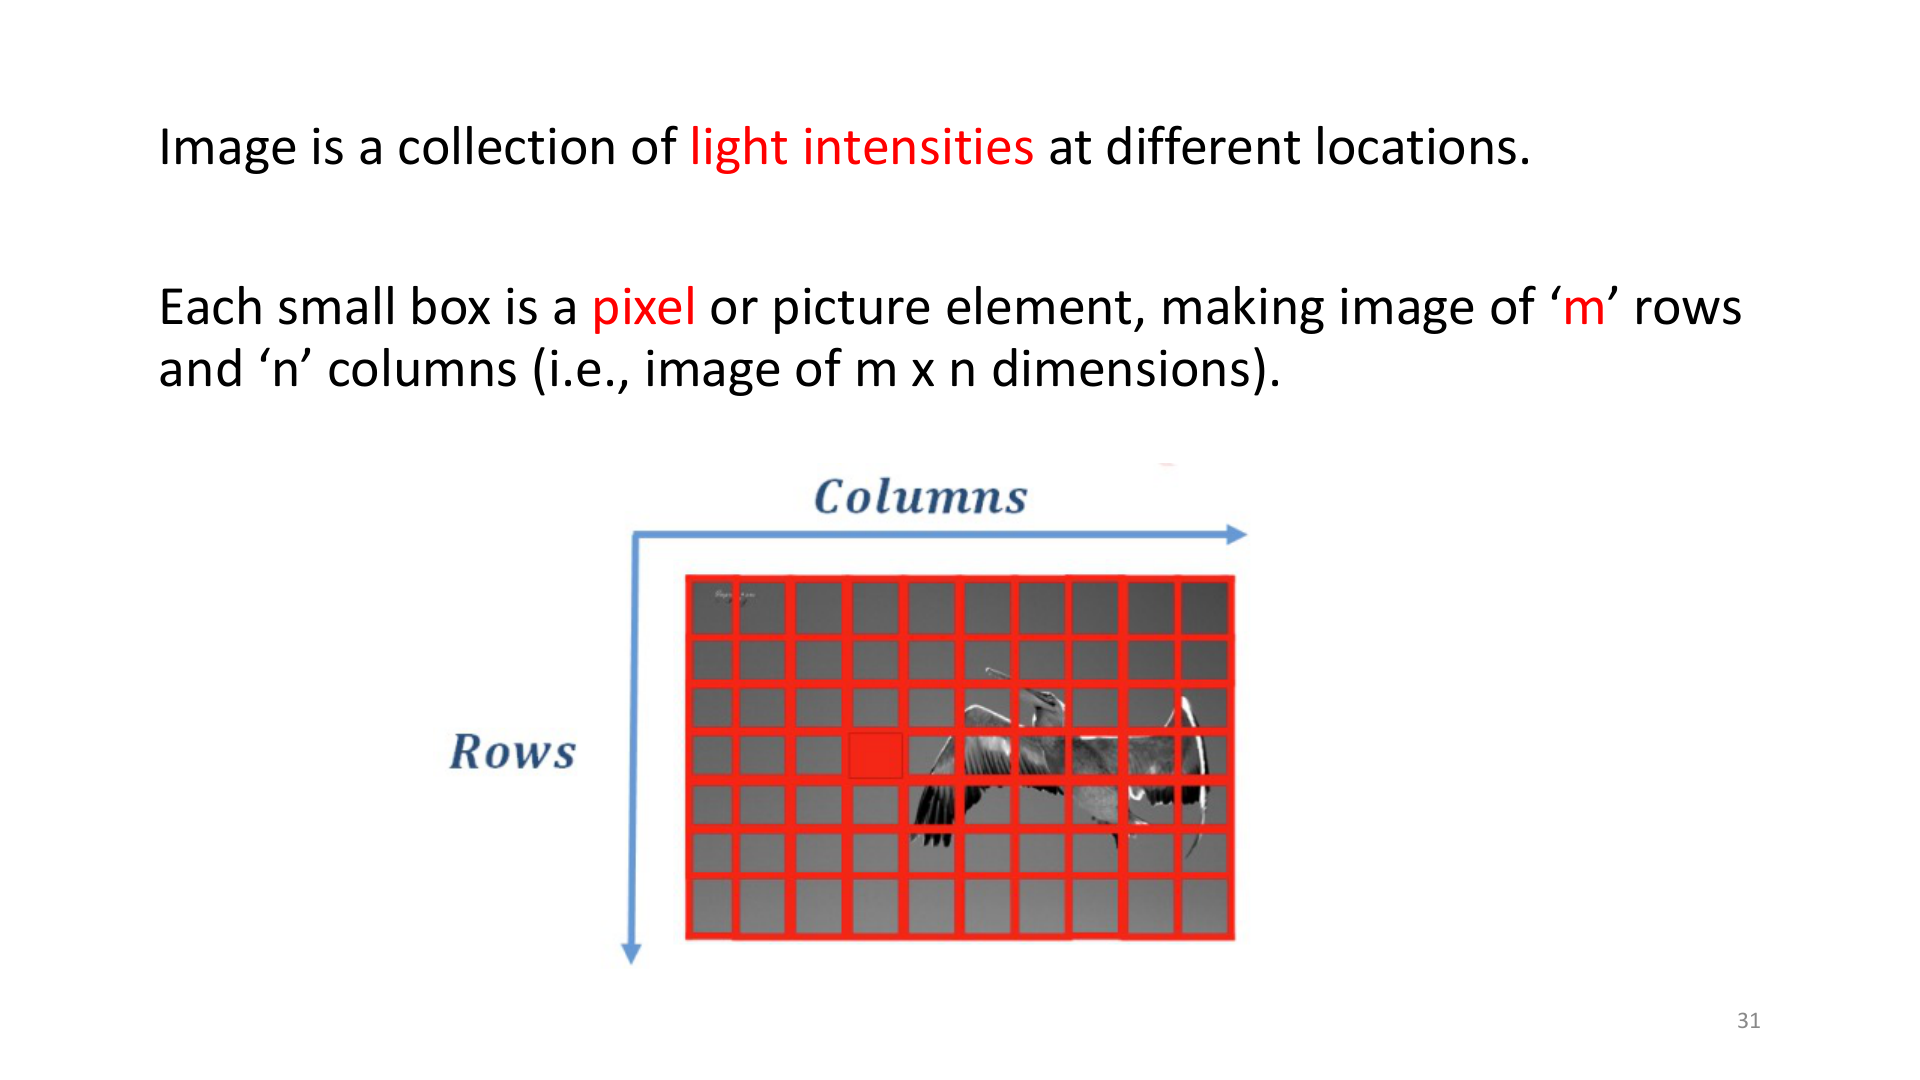 Image is a collection of light intensities at different locations.
Each small box is a pixel or picture element, making image of ‘m’ rows
and ‘n’ columns (i.e., image of m x n dimensions).
Columns
Rows
31